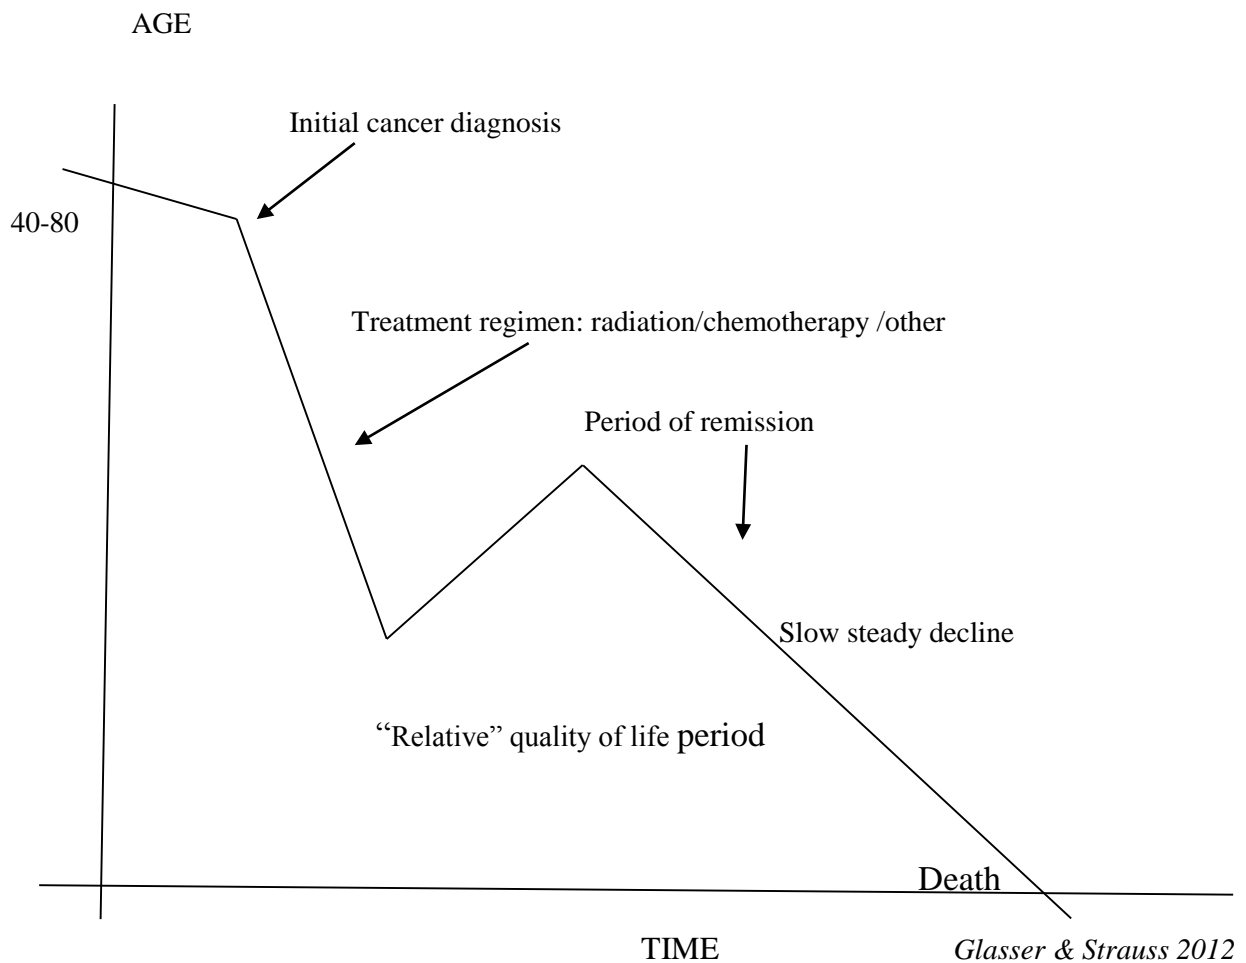 AGE
Initial cancer diagnosis
40-80
Treatment regimen: radiation/chemotherapy /other
Period of remission
Slow steady decline
“Relative” quality of life period
Death
TIME
Glasser & Strauss 2012